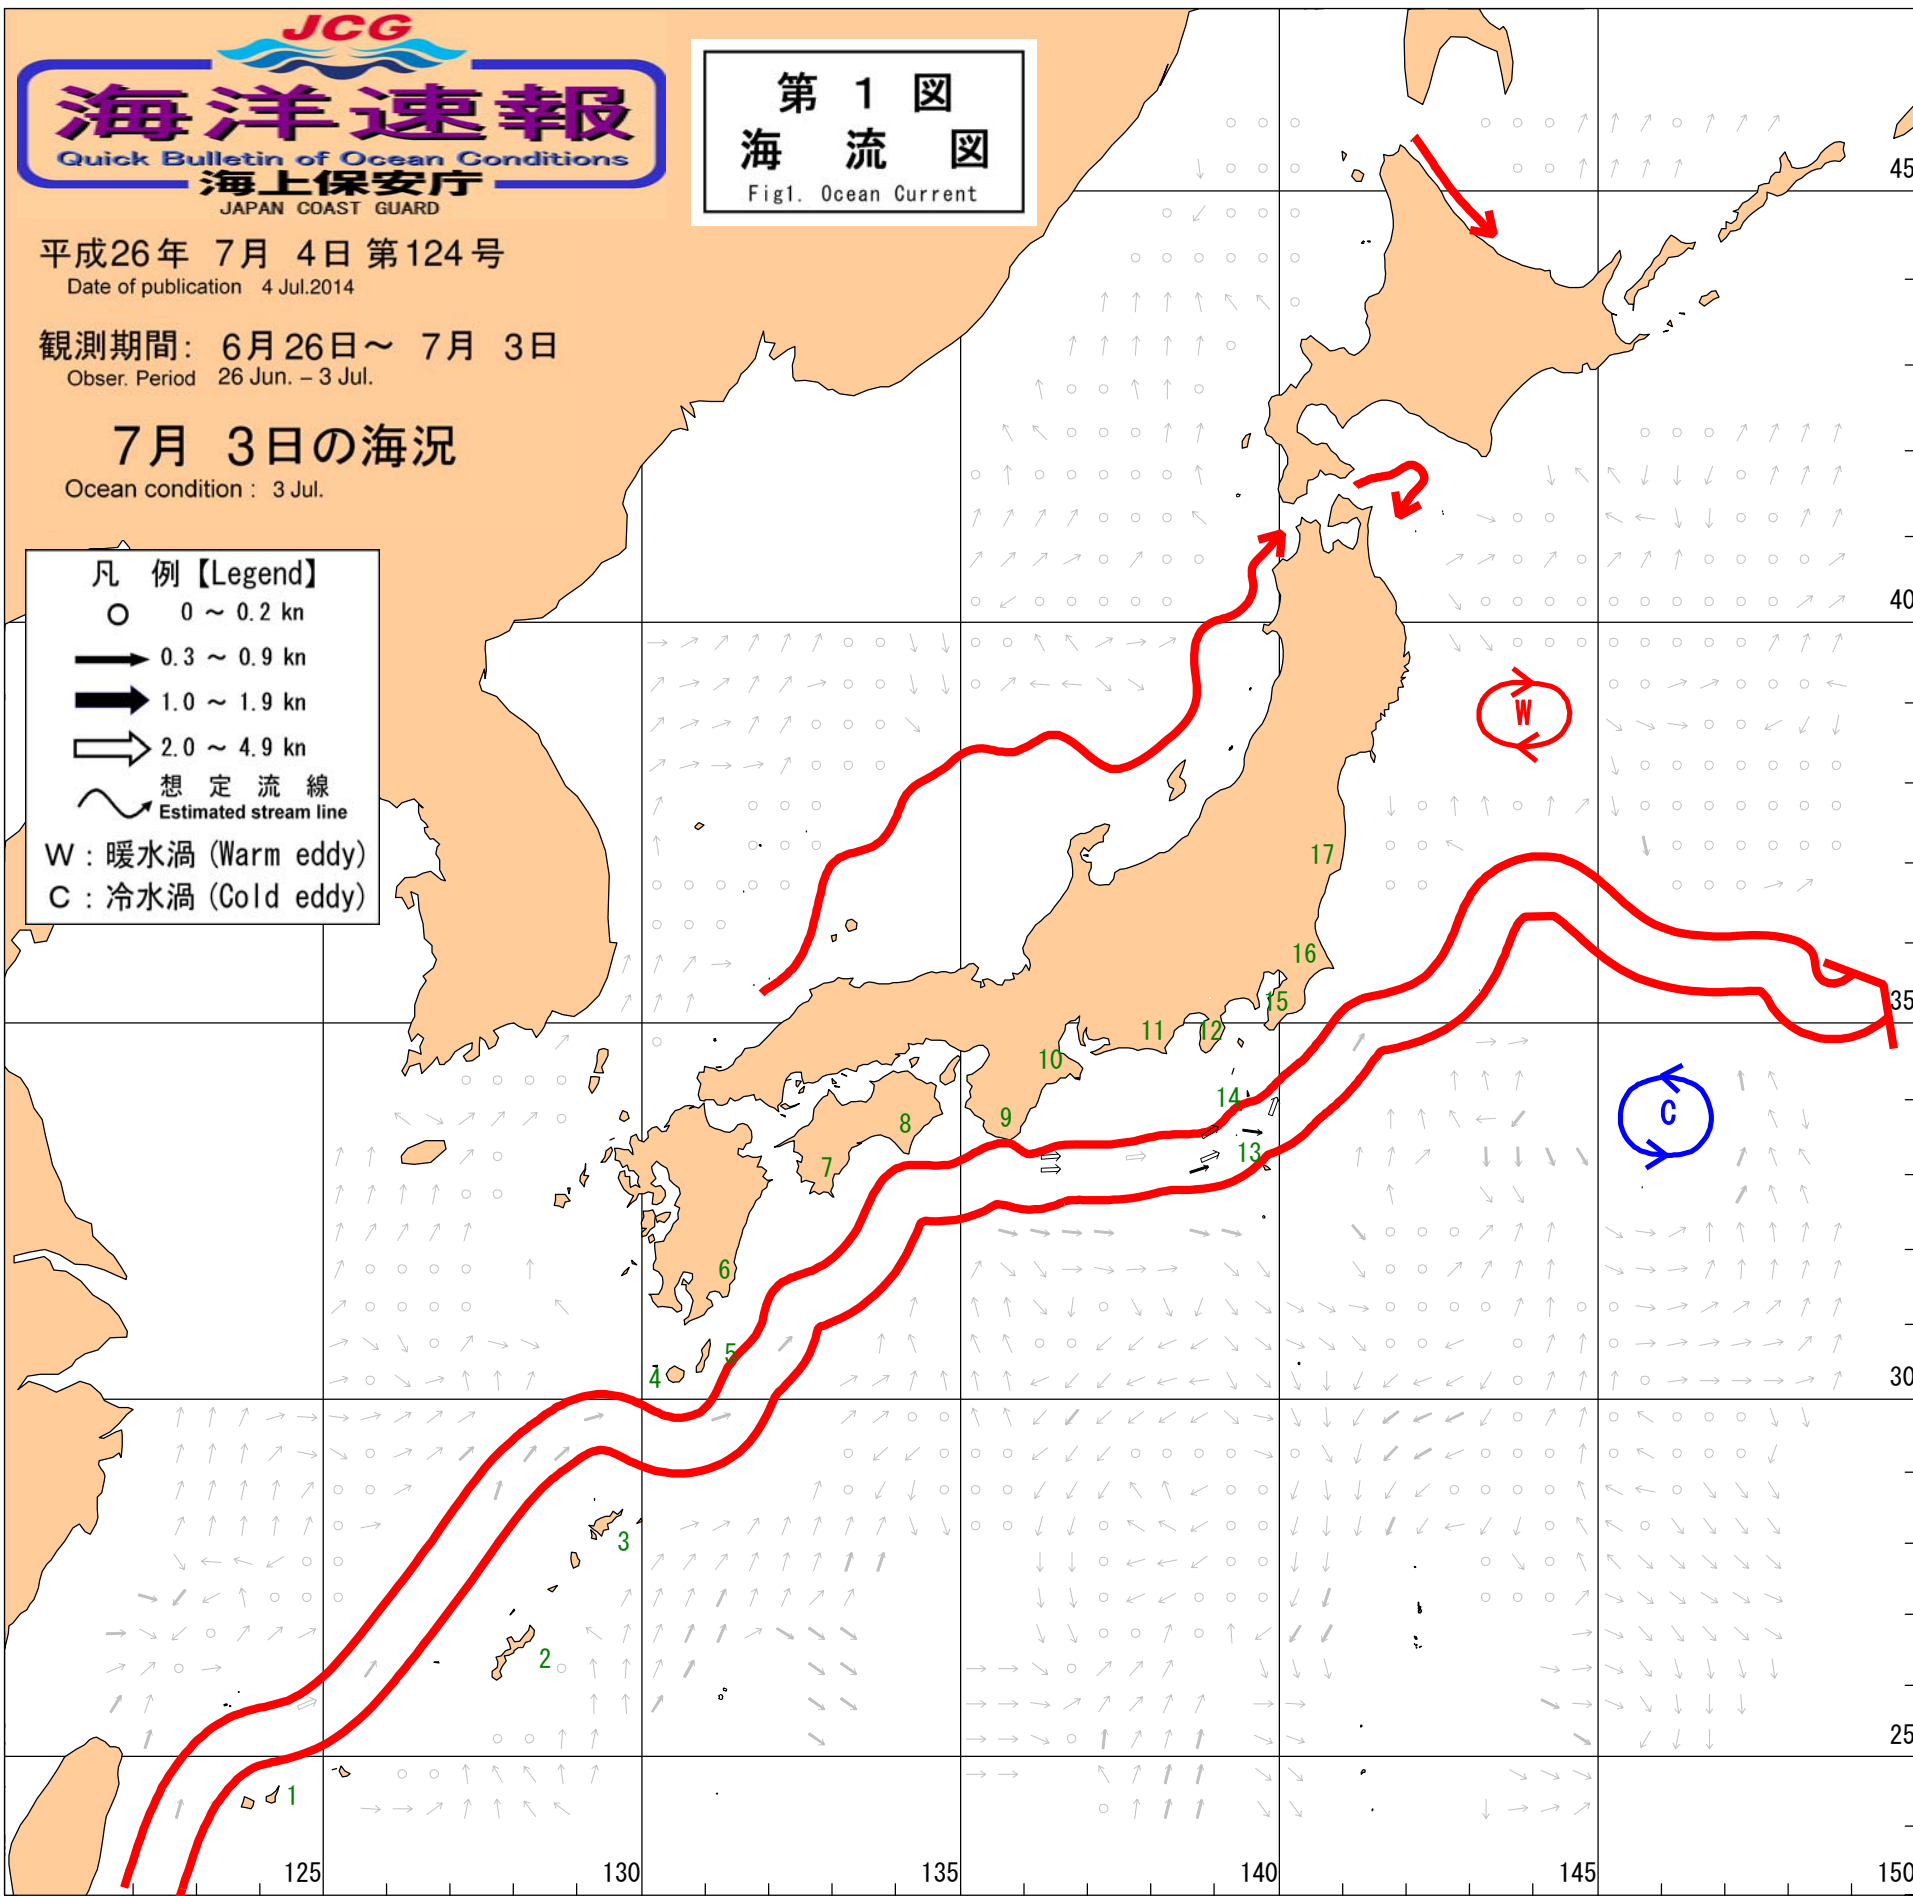 JCG
海洋速報
Quick Bulletin of Ocean Conditions
海上保安庁
JAPAN COAST GUARD
第 1 図
海 流 図
Fig1. Ocean Current
平成26年 7月 4日 第124号
Date of publication 4 Jul.2014
観測期間: 6月26日～ 7月 3日
Obser. Period 26 Jun. – 3 Jul.
7月 3日の海況
Ocean condition : 3 Jul.
凡 例【Legend】
0 ～ 0.2 kn
0.3 ～ 0.9 kn
1.0 ～ 1.9 kn
2.0 ～ 4.9 kn
想 定 流 線
Estimated stream line
W : 暖水渦 (Warm eddy)
C : 冷水渦 (Cold eddy)
45
40
W
17
16
35
15
12
11
10
C
14
9
8
13
7
6
5
4
30
3
2
25
1
125
130
135
140
145
150